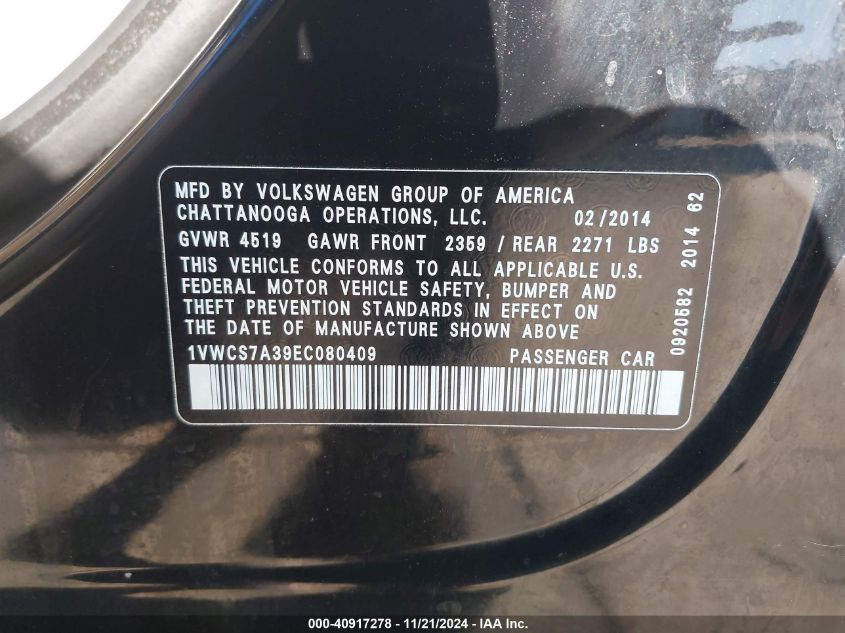 MFD BY VOLKSWAGEN GROUP OF AMERICA
CHATTANOOGA OPERATIONS, LLC. 02/2014
GVWR 4519 GAWR FRONT 2359 / REAR 2271 LBS
THIS VEHICLE CONFORMS TO ALL APPLICABLE U.S.
FEDERAL MOTOR VEHICLE SAFETY, BUMPER AND
THEFT PREVENTION STANDARDS IN EFFECT ON
THE DATE OF MANUFACTURE SHOWN ABOVE
1VWCS7A39EC080409 PASSENGER CAR
0920582 2014 62
000-40917278 - 11/21/2024 - IAA Inc.